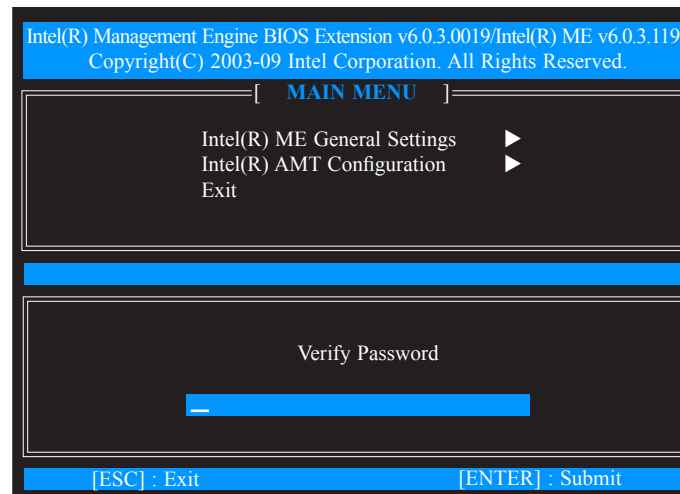 Intel(R) Management Engine BIOS Extension v6.0.3.0019/Intel(R) ME v6.0.3.119
Copyright(C) 2003-09 Intel Corporation. All Rights Reserved.
[ MAIN MENU ]
Intel(R) ME General Settings ▶
Intel(R) AMT Configuration ▶
Exit
Verify Password
[ESC] : Exit [ENTER] : Submit